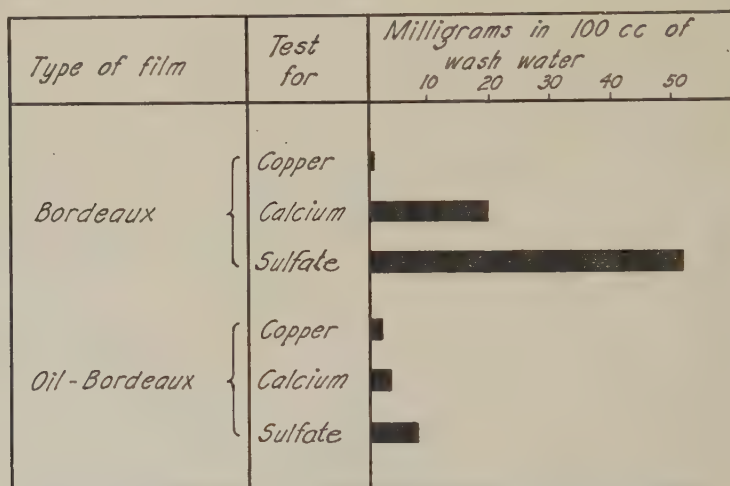 Type of film
Test
for
Milligrams in 100 cc of
wash water
10 20 30 40 50
Bordeaux
Copper
Calcium
Sulfate
Oil-Bordeaux
Copper
Calcium
Sulfate